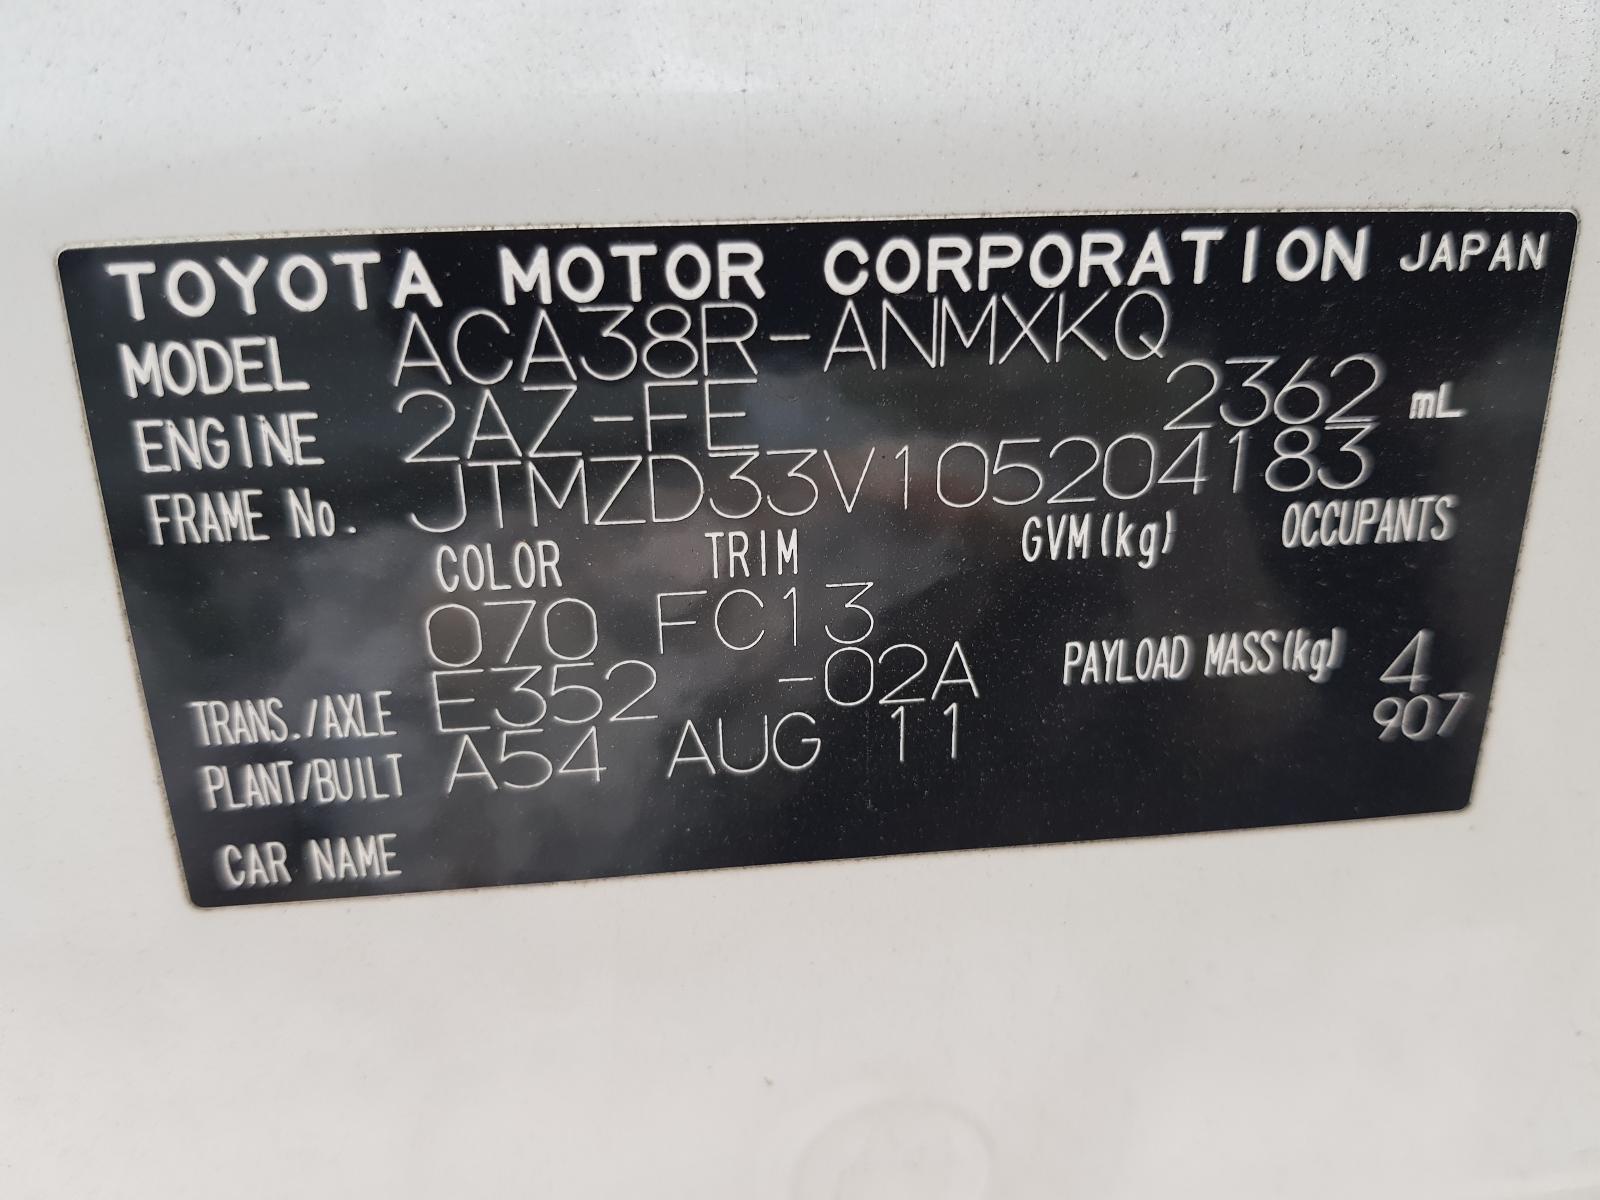 TOYOTA MOTOR CORPORATION JAPAN
MODEL ACA38R-ANMXKQ
ENGINE 2AZ-FE 2362 mL
FRAME No. JTMZD33V105204183
COLOR TRIM GVM(kg) OCCUPANTS
070 FC13
TRANS./AXLE E352 -02A PAYLOAD MASS(kg) 4
PLANT/BUILT A54 AUG 11 907
CAR NAME